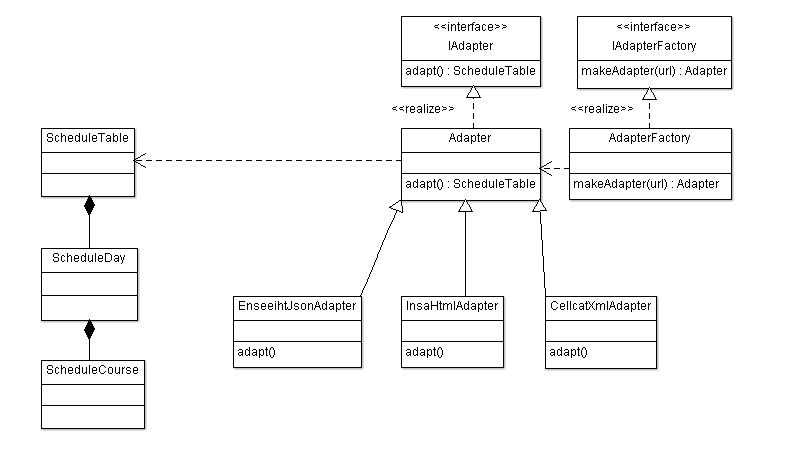 <<interface>>
IAdapter
adapt() : ScheduleTable
<<interface>>
IAdapterFactory
makeAdapter(url) : Adapter
<<realize>>
<<realize>>
ScheduleTable
Adapter
adapt() : ScheduleTable
AdapterFactory
makeAdapter(url) : Adapter
ScheduleDay
EnseeihtJsonAdapter
adapt()
InsaHtmlAdapter
adapt()
CellcatXmlAdapter
adapt()
ScheduleCourse